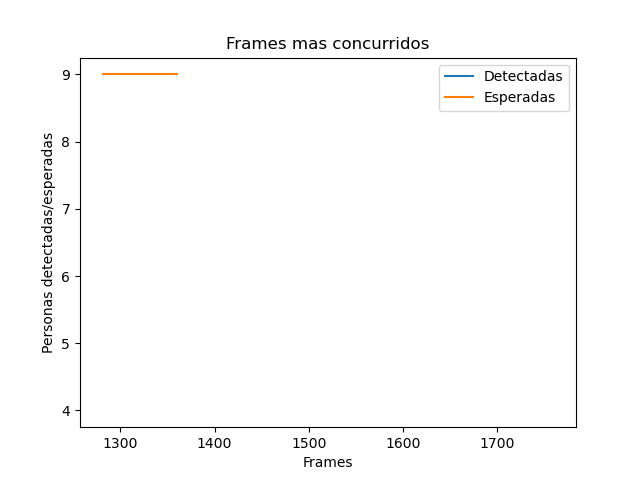 Frames mas concurridos
Detectadas
Esperadas
Personas detectadas/esperadas
9
8
7
6
5
4
1300 1400 1500 1600 1700
Frames